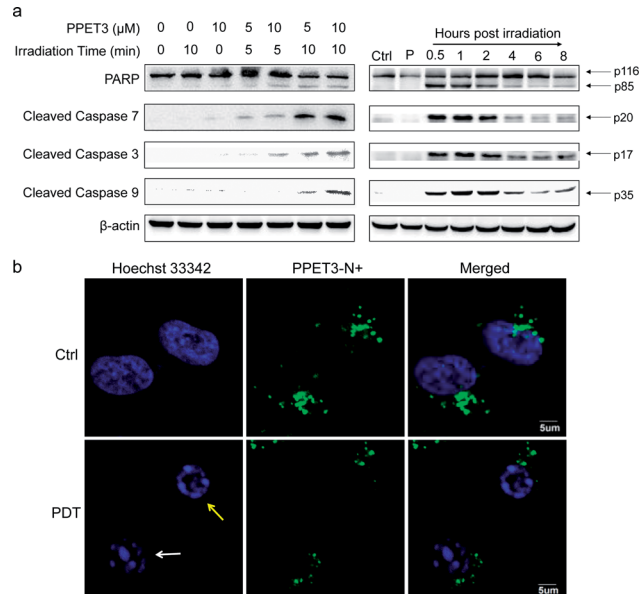 a
PPET3 (µM) 0 0 10 5 10 5 10
Irradiation Time (min) 0 10 0 5 5 10 10
Hours post irradiation
Ctrl P 0.5 1 2 4 6 8
PARP
p116
p85
Cleaved Caspase 7
p20
Cleaved Caspase 3
p17
Cleaved Caspase 9
p35
β-actin
b
Hoechst 33342 PPET3-N+ Merged
Ctrl
5um
PDT
5um